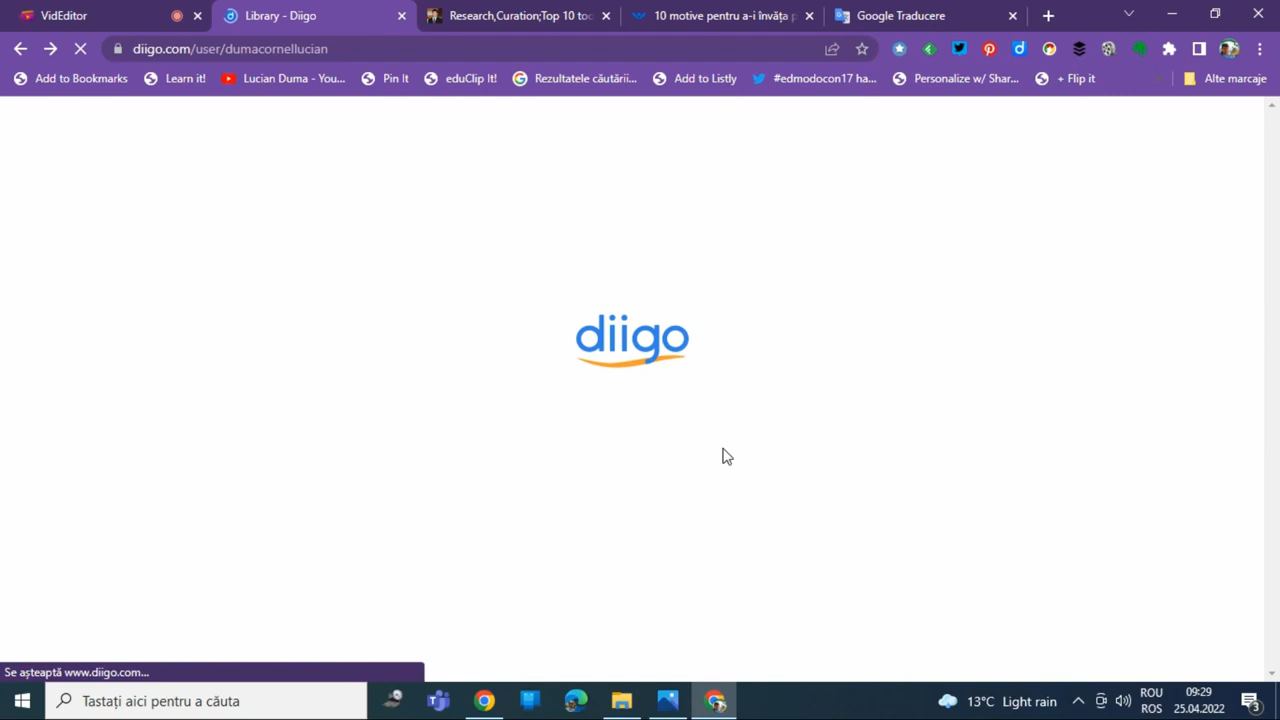 VidEditor
Library - Diigo
Research,Curation;Top 10 too
10 motive pentru a-i învăța p
Google Traducere
diigo.com/user/dumacornellucian
Add to Bookmarks
Learn it!
Lucian Duma - You...
Pin It
eduClip It!
Rezultatele căutării...
Add to Listly
#edmodocon17 ha...
Personalize w/ Shar...
+ Flip it
Alte marcaje
diigo
Se așteaptă www.diigo.com...
Tastați aici pentru a căuta
13°C Light rain
ROU
ROS
09:29
25.04.2022
3